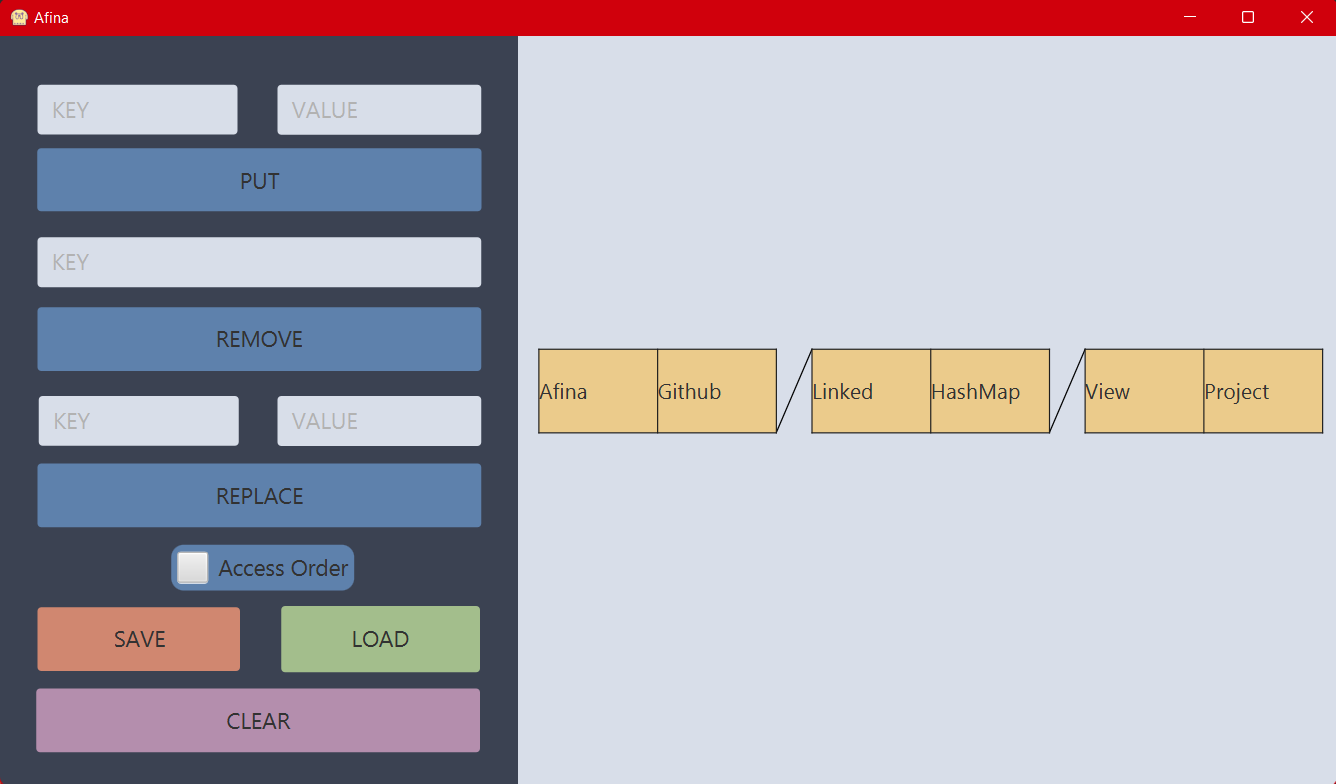 Afina
KEY VALUE
PUT
KEY
REMOVE
KEY VALUE
REPLACE
Access Order
SAVE LOAD
CLEAR
Afina Github Linked HashMap View Project